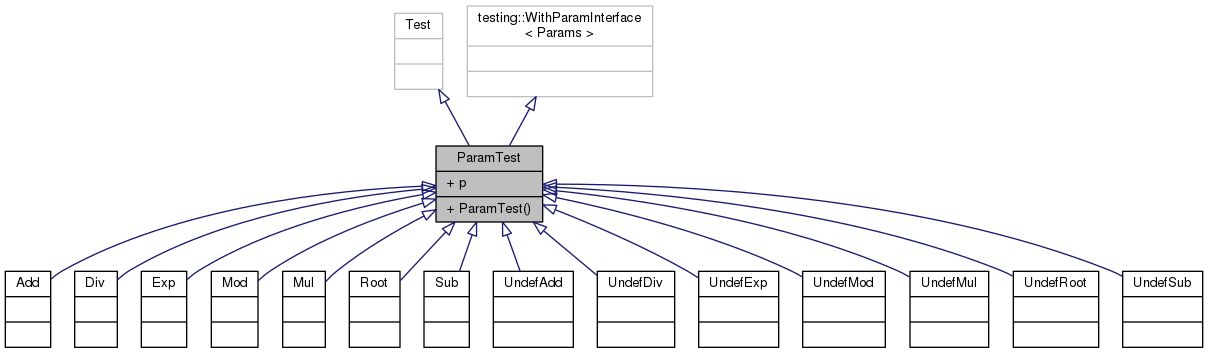 Test
testing::WithParamInterface
< Params >
ParamTest
+ p
+ ParamTest()
Add
Div
Exp
Mod
Mul
Root
Sub
UndefAdd
UndefDiv
UndefExp
UndefMod
UndefMul
UndefRoot
UndefSub